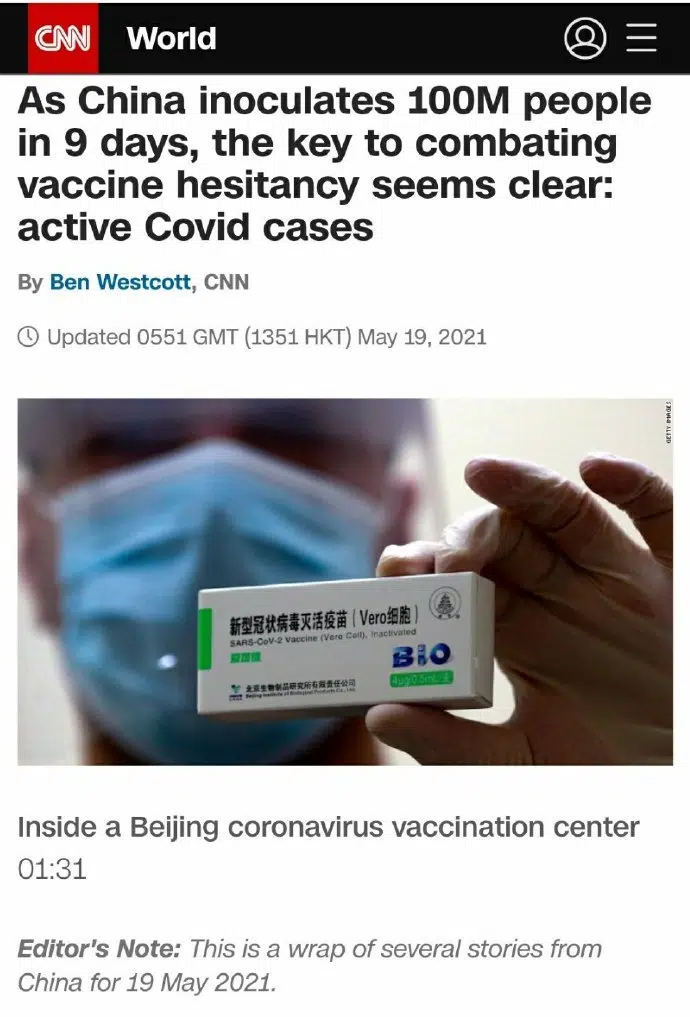 CNN World
As China inoculates 100M people
in 9 days, the key to combating
vaccine hesitancy seems clear:
active Covid cases
By Ben Westcott, CNN
Updated 0551 GMT (1351 HKT) May 19, 2021
GETTY IMAGES
新型冠状病毒灭活疫苗(Vero细胞)
SARS-CoV-2 Vaccine (Vero Cell), Inactivated
BIO
4μg/0.5mL/支
北京生物制品研究所有限责任公司
Beijing Institute of Biological Products Co., Ltd.
Inside a Beijing coronavirus vaccination center
01:31
Editor's Note: This is a wrap of several stories from
China for 19 May 2021.